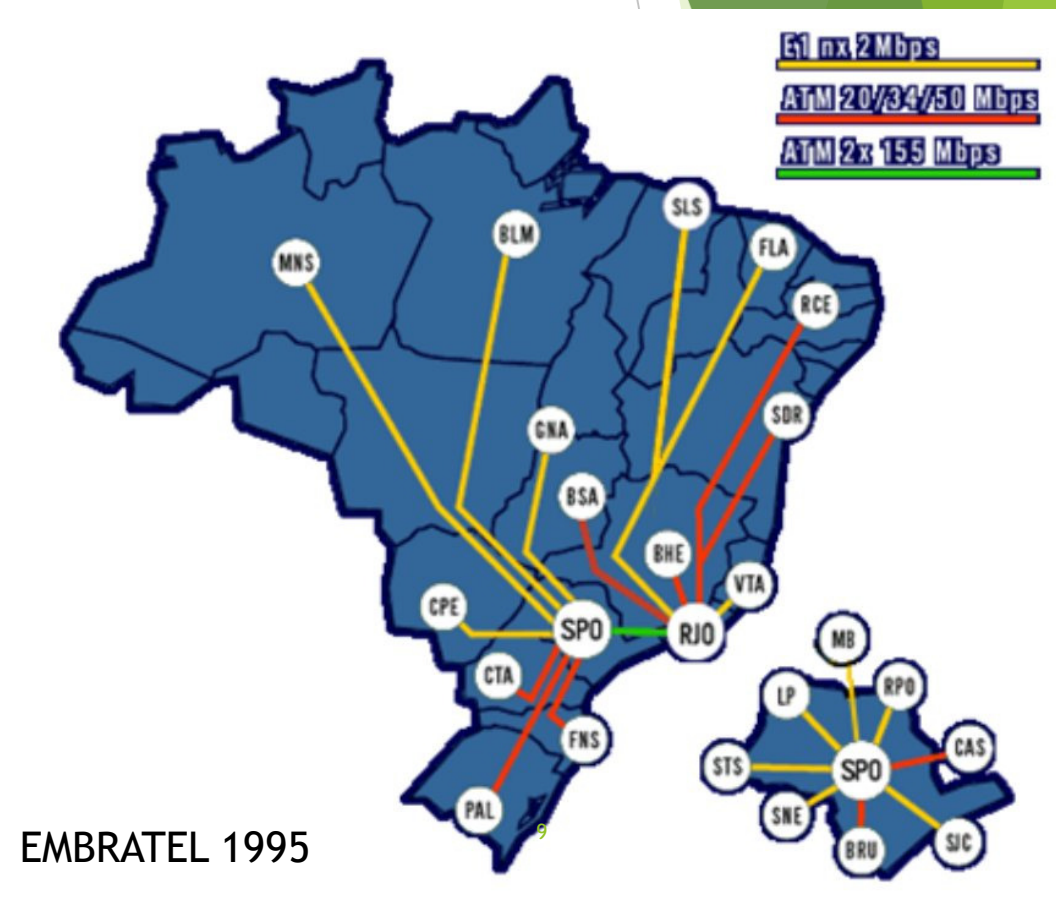 E1 nx 2Mbps
ATM 20/34/50 Mbps
ATM 2x 155 Mbps
SLS
BLM
FLA
MNS
RCE
SDR
GNA
BSA
BHE
VTA
CPE
SPO
RJO
CTA
FNS
PAL
MB
LP
RPO
CAS
STS
SPO
SNE
SJC
BRU
9
EMBRATEL 1995